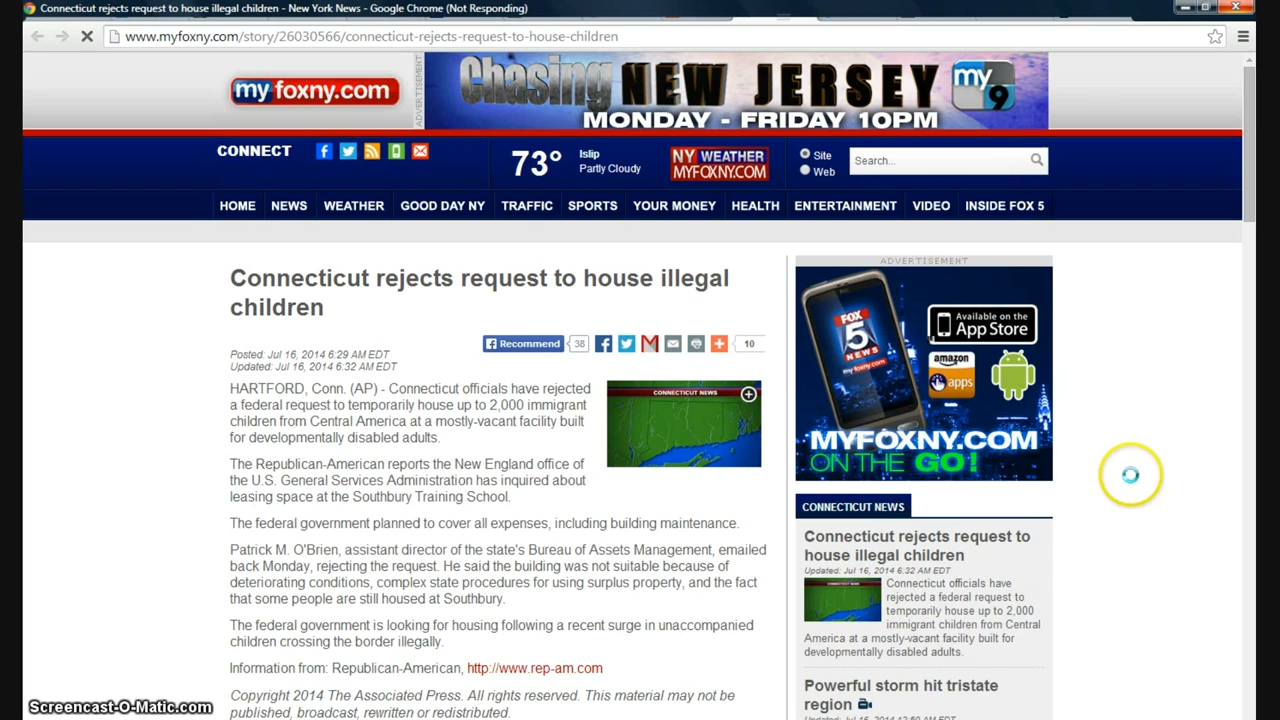 Connecticut rejects request to house illegal children - New York News - Google Chrome (Not Responding)
www.myfoxny.com/story/26030566/connecticut-rejects-request-to-house-children
my foxny.com
ADVERTISEMENT
Chasing NEW JERSEY
my 9
MONDAY - FRIDAY 10PM
CONNECT
73°
Islip
Partly Cloudy
NY WEATHER
MYFOXNY.COM
Site
Web
Search...
HOME NEWS WEATHER GOOD DAY NY TRAFFIC SPORTS YOUR MONEY HEALTH ENTERTAINMENT VIDEO INSIDE FOX 5
Connecticut rejects request to house illegal
children
Posted: Jul 16, 2014 6:29 AM EDT
Updated: Jul 16, 2014 6:32 AM EDT
Recommend 38
10
HARTFORD, Conn. (AP) - Connecticut officials have rejected
a federal request to temporarily house up to 2,000 immigrant
children from Central America at a mostly-vacant facility built
for developmentally disabled adults.
CONNECTICUT NEWS
The Republican-American reports the New England office of
the U.S. General Services Administration has inquired about
leasing space at the Southbury Training School.
The federal government planned to cover all expenses, including building maintenance.
Patrick M. O'Brien, assistant director of the state's Bureau of Assets Management, emailed
back Monday, rejecting the request. He said the building was not suitable because of
deteriorating conditions, complex state procedures for using surplus property, and the fact
that some people are still housed at Southbury.
The federal government is looking for housing following a recent surge in unaccompanied
children crossing the border illegally.
Information from: Republican-American, http://www.rep-am.com
Copyright 2014 The Associated Press. All rights reserved. This material may not be
published, broadcast, rewritten or redistributed.
ADVERTISEMENT
FOX
5
NEWS
myfoxny.com
Available on the
App Store
amazon
apps
MYFOXNY.COM
ON THE GO!
CONNECTICUT NEWS
Connecticut rejects request to
house illegal children
Updated: Jul 16, 2014 6:32 AM EDT
Connecticut officials have
rejected a federal request to
temporarily house up to 2,000
immigrant children from Central
America at a mostly-vacant facility built for
developmentally disabled adults.
Powerful storm hit tristate
region
Screencast-O-Matic.com